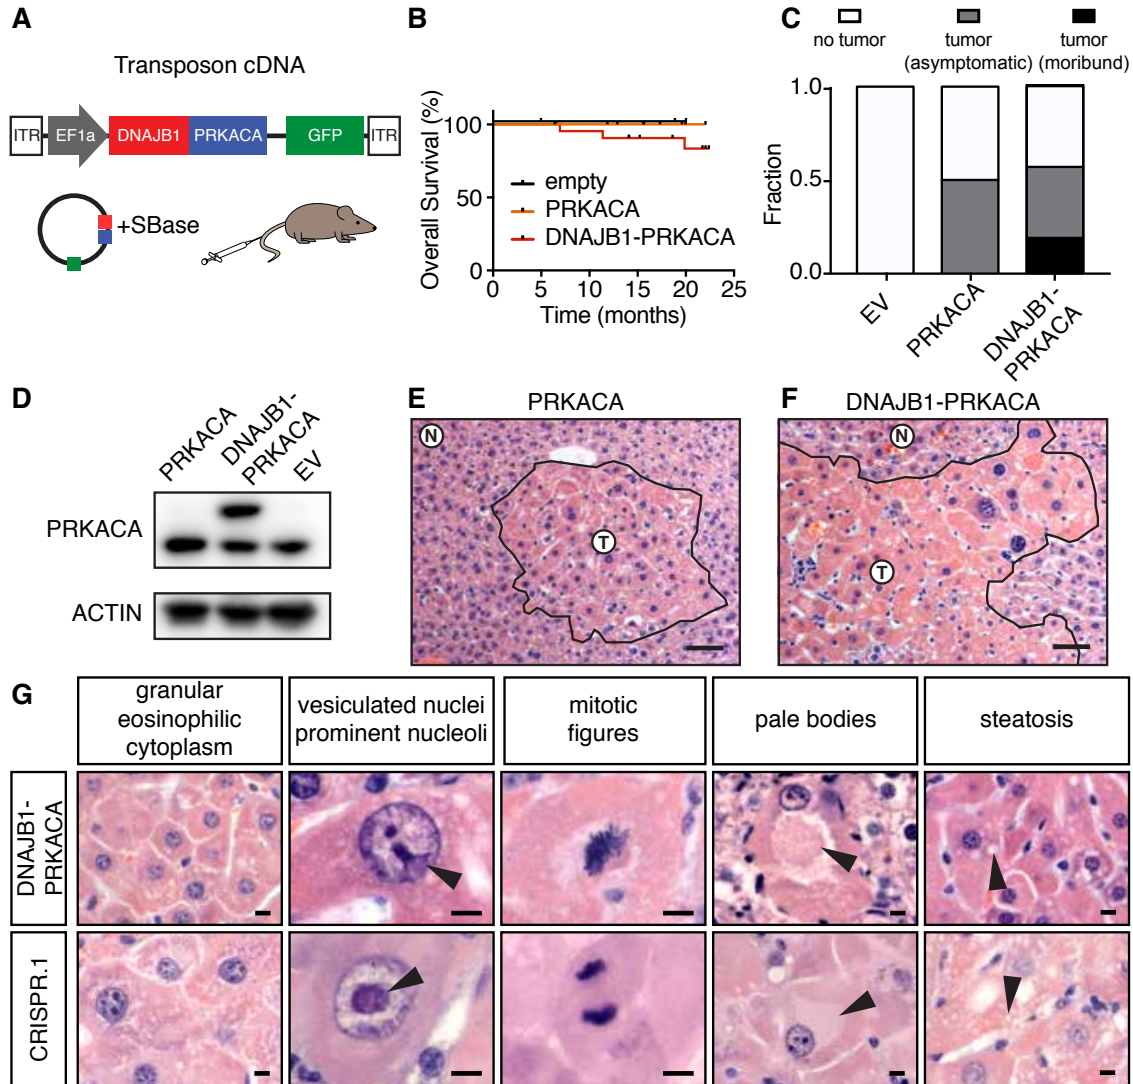 A
Transposon cDNA
ITR EF1a DNAJB1 PRKACA GFP ITR
+SBase
B
Overall Survival (%)
100
50
0
empty
PRKACA
DNAJB1-PRKACA
0 5 10 15 20 25
Time (months)
C
no tumor
tumor
(asymptomatic)
tumor
(moribund)
Fraction
1.0
0.5
0.0
EV
PRKACA
DNAJB1-
PRKACA
D
PRKACA
DNAJB1-
PRKACA
EV
PRKACA
ACTIN
E
PRKACA
N
T
F
DNAJB1-PRKACA
N
T
G
granular
eosinophilic
cytoplasm
vesiculated nuclei
prominent nucleoli
mitotic
figures
pale bodies
steatosis
DNAJB1-
PRKACA
CRISPR.1